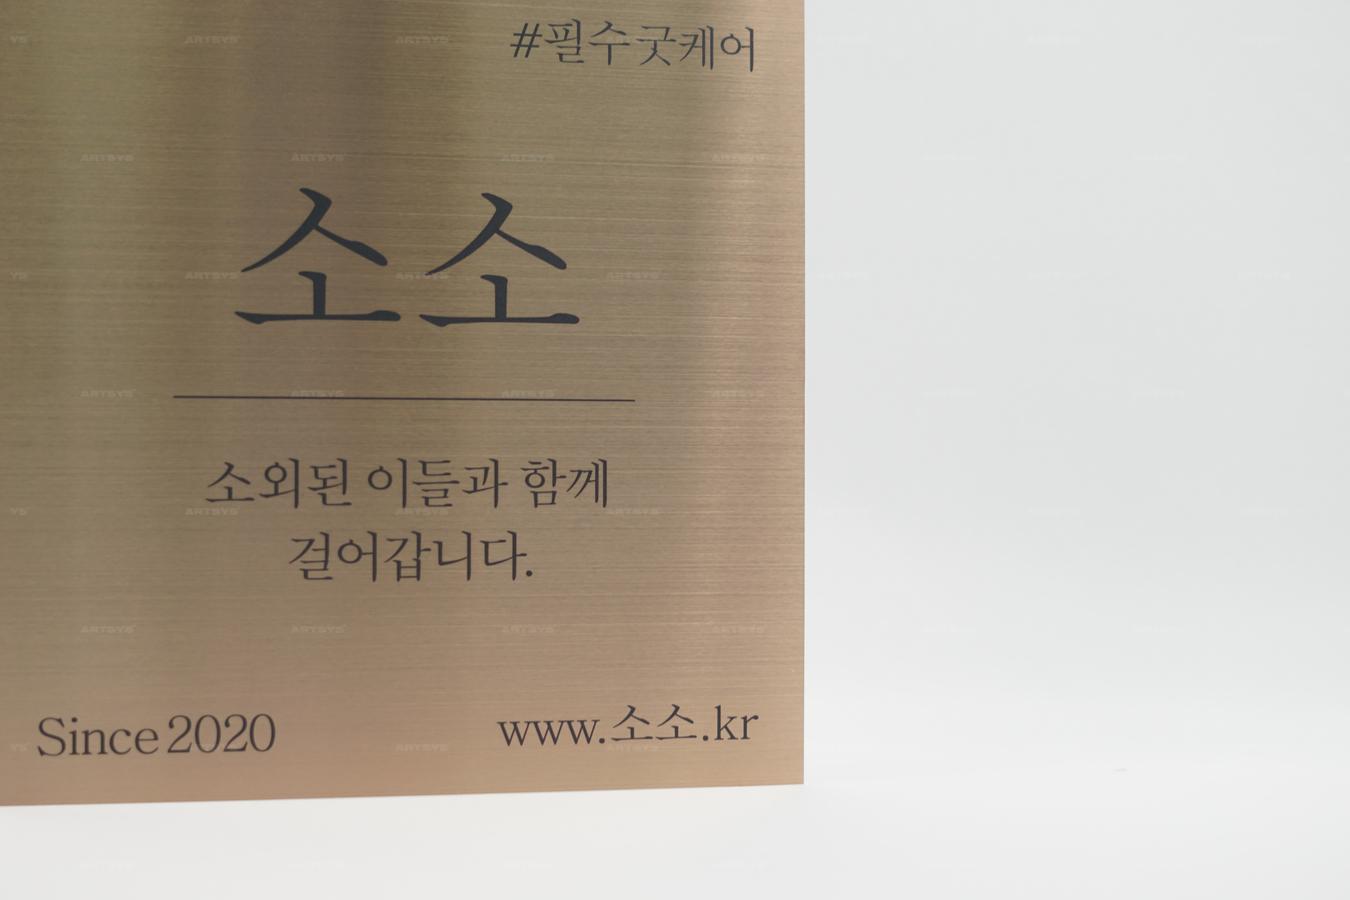 #필수굿케어
소소
소외된 이들과 함께
걸어갑니다.
Since 2020
www.소소.kr
ARTSYS